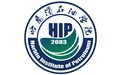 哈尔滨石油学院
HIP
2003
Harbin Institute of Petroleum